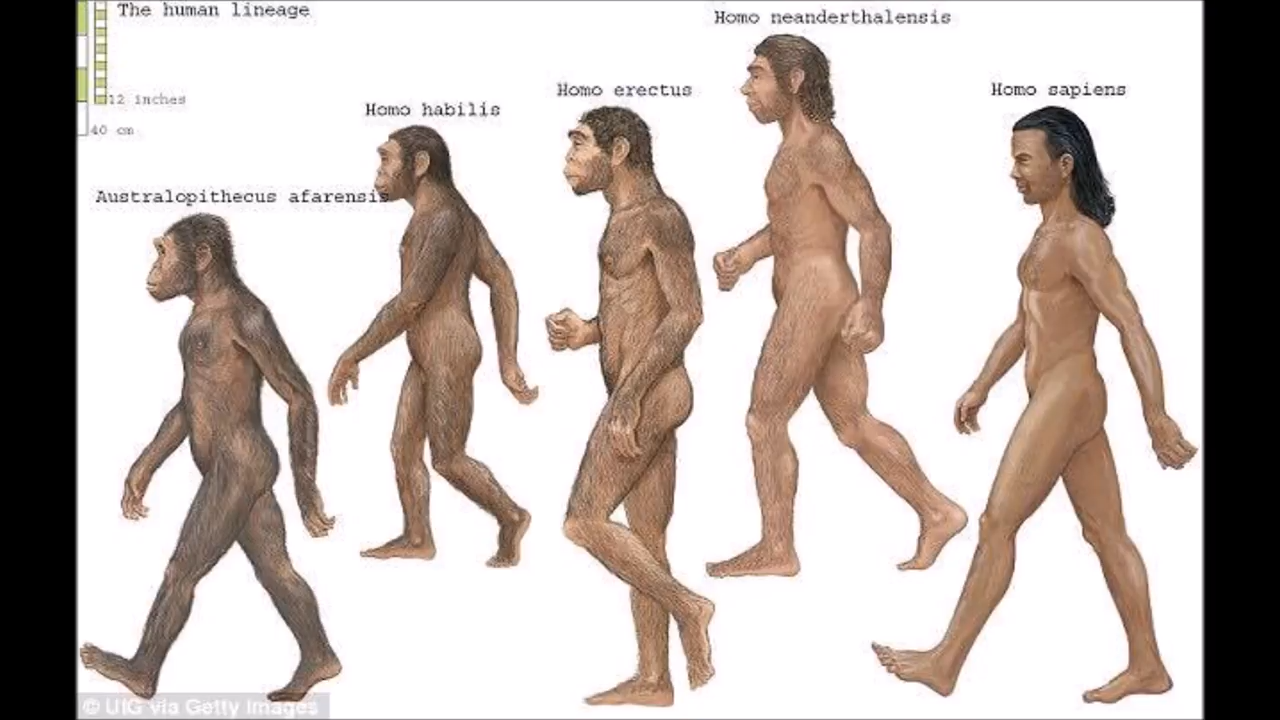 The human lineage
12 inches
40 cm
Australopithecus afarensis
Homo habilis
Homo erectus
Homo neanderthalensis
Homo sapiens
© UIG via Getty Images